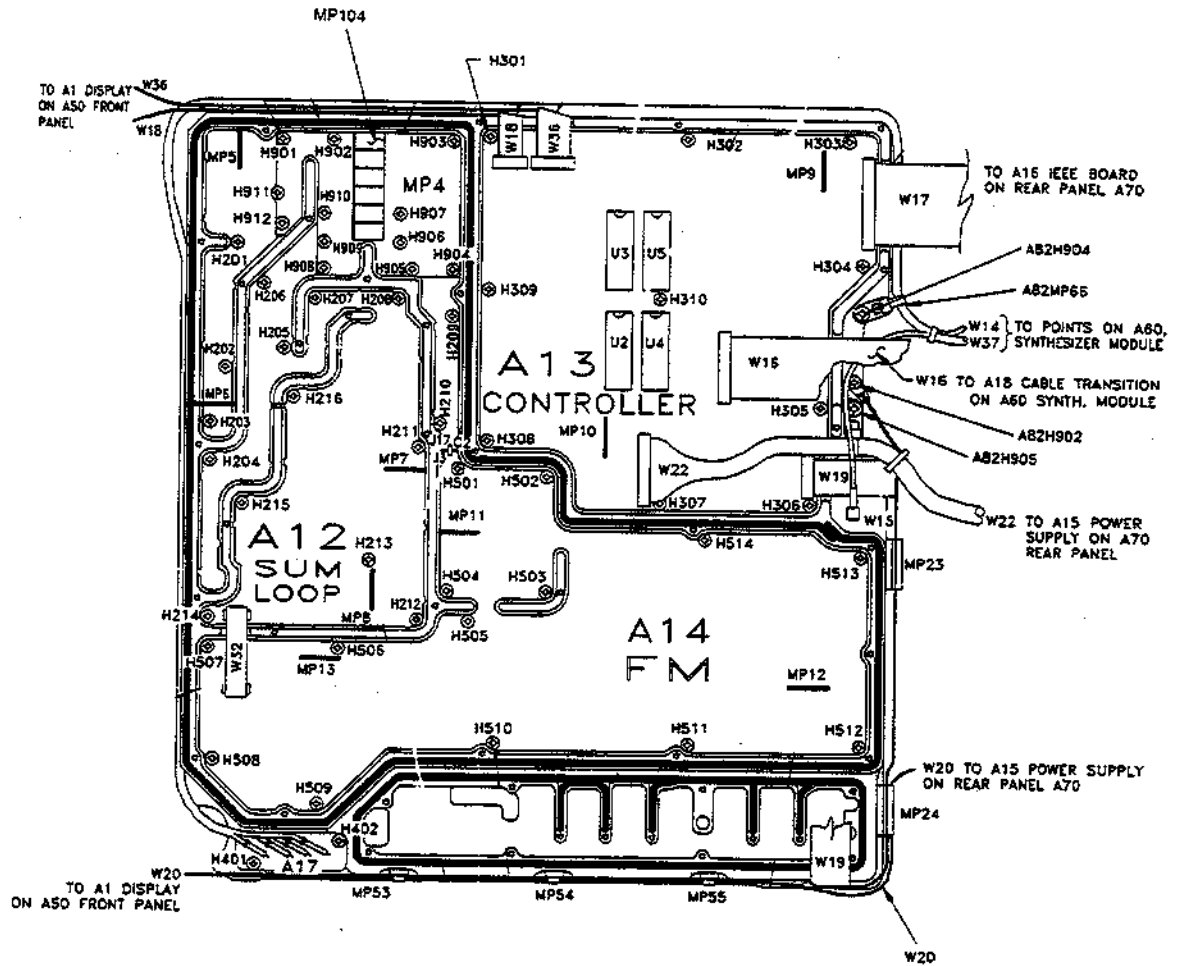 MP104
H301
TO A1 DISPLAY
ON A50 FRONT
PANEL
W36
W18
MP5
H901
H902
H903
W18
W36
H302
H303
MP9
W17
TO A16 IEEE BOARD
ON REAR PANEL A70
H911
H910
MP4
H912
H907
H906
H201
H909
H908
H905
H904
U3
U5
H304
A82H904
H206
H207
H208
H309
H310
A82MP66
H205
H209
U2
U4
W14
W37
TO POINTS ON A60,
SYNTHESIZER MODULE
H202
A13
CONTROLLER
W16
W16 TO A18 CABLE TRANSITION
ON A60 SYNTH. MODULE
MP6
H216
H210
H305
H203
H211
J17
C2
H308
MP10
A82H902
H204
MP7
J3
H501
H502
W22
W19
A82H905
H215
H307
H306
W15
W22 TO A15 POWER
SUPPLY ON A70
REAR PANEL
MP11
A12
SUM
LOOP
H213
H514
H513
MP23
H504
H503
MP8
H212
H214
H505
A14
FM
H507
W32
MP13
H506
MP12
H510
H511
H512
H508
W20 TO A15 POWER SUPPLY
ON REAR PANEL A70
H509
MP24
H402
H401
A17
W19
W20
TO A1 DISPLAY
ON A50 FRONT PANEL
MP53
MP54
MP55
W20